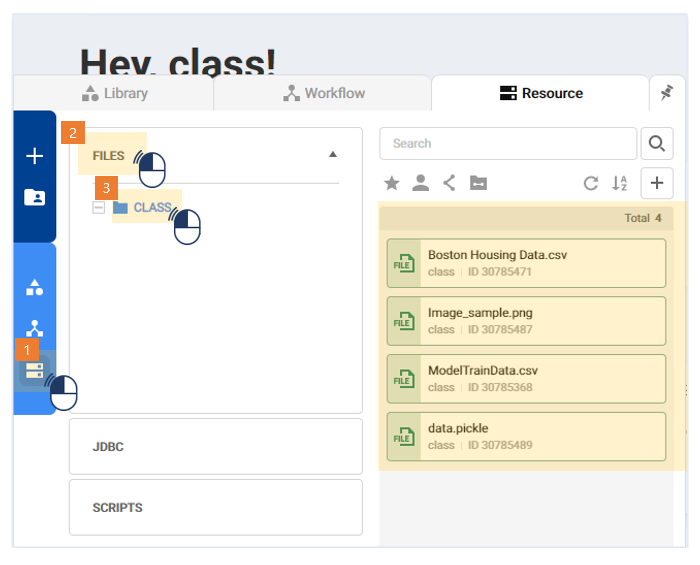 Hey, class!
Library
Workflow
Resource
2
FILES
Search
3
CLASS
Total 4
Boston Housing Data.csv
class | ID 30785471
FILE
Image_sample.png
class | ID 30785487
FILE
1
ModelTrainData.csv
class | ID 30785368
FILE
data.pickle
class | ID 30785489
FILE
JDBC
SCRIPTS
A
Z